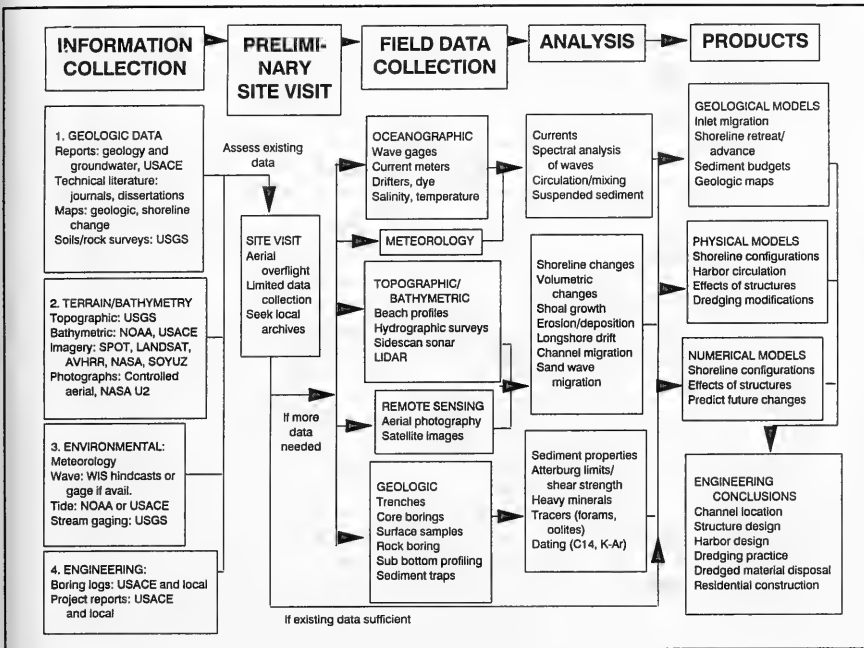 INFORMATION
COLLECTION
PRELIMI-
NARY
SITE VISIT
FIELD DATA
COLLECTION
ANALYSIS
PRODUCTS
1. GEOLOGIC DATA
Reports: geology and
groundwater, USACE
Technical literature:
journals, dissertations
Maps: geologic, shoreline
change
Soils/rock surveys: USGS
2. TERRAIN/BATHYMETRY
Topographic: USGS
Bathymetric: NOAA, USACE
Imagery: SPOT, LANDSAT,
AVHRR, NASA, SOYUZ
Photographs: Controlled
aerial, NASA U2
3. ENVIRONMENTAL:
Meteorology
Wave: WIS hindcasts or
gage if avail.
Tide: NOAA or USACE
Stream gaging: USGS
4. ENGINEERING:
Boring logs: USACE and local
Project reports: USACE
and local
Assess existing
data
SITE VISIT
Aerial
overflight
Limited data
collection
Seek local
archives
If more
data
needed
If existing data sufficient
OCEANOGRAPHIC
Wave gages
Current meters
Drifters, dye
Salinity, temperature
METEOROLOGY
TOPOGRAPHIC/
BATHYMETRIC
Beach profiles
Hydrographic surveys
Sidescan sonar
LIDAR
REMOTE SENSING
Aerial photography
Satellite images
GEOLOGIC
Trenches
Core borings
Surface samples
Rock boring
Sub bottom profiling
Sediment traps
Currents
Spectral analysis
of waves
Circulation/mixing
Suspended sediment
Shoreline changes
Volumetric
changes
Shoal growth
Erosion/deposition
Longshore drift
Channel migration
Sand wave
migration
Sediment properties
Atterburg limits/
shear strength
Heavy minerals
Tracers (forams,
oolites)
Dating (C14, K-Ar)
GEOLOGICAL MODELS
Inlet migration
Shoreline retreat/
advance
Sediment budgets
Geologic maps
PHYSICAL MODELS
Shoreline configurations
Harbor circulation
Effects of structures
Dredging modifications
NUMERICAL MODELS
Shoreline configurations
Effects of structures
Predict future changes
ENGINEERING
CONCLUSIONS
Channel location
Structure design
Harbor design
Dredging practice
Dredged material disposal
Residential construction